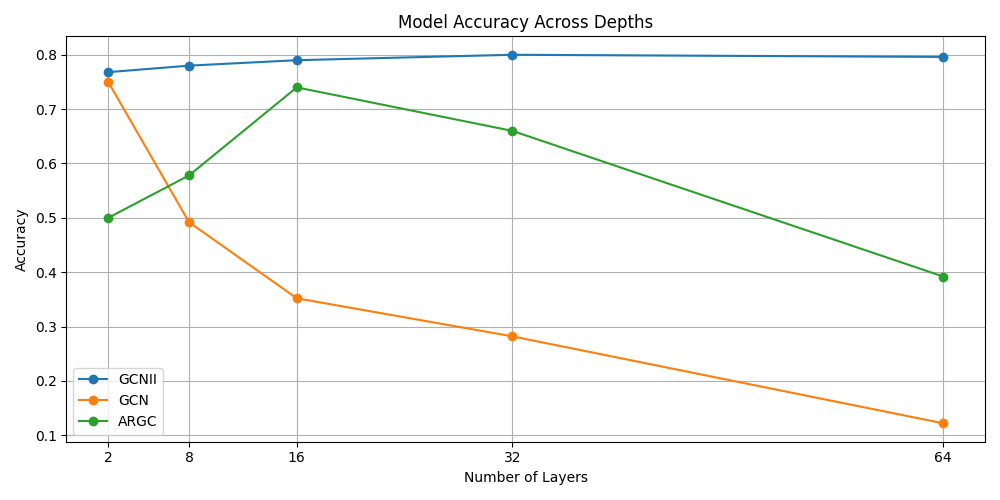 Model Accuracy Across Depths
Accuracy
0.8
0.7
0.6
0.5
0.4
0.3
0.2
0.1
GCNII
GCN
ARGC
2 8 16 32 64
Number of Layers